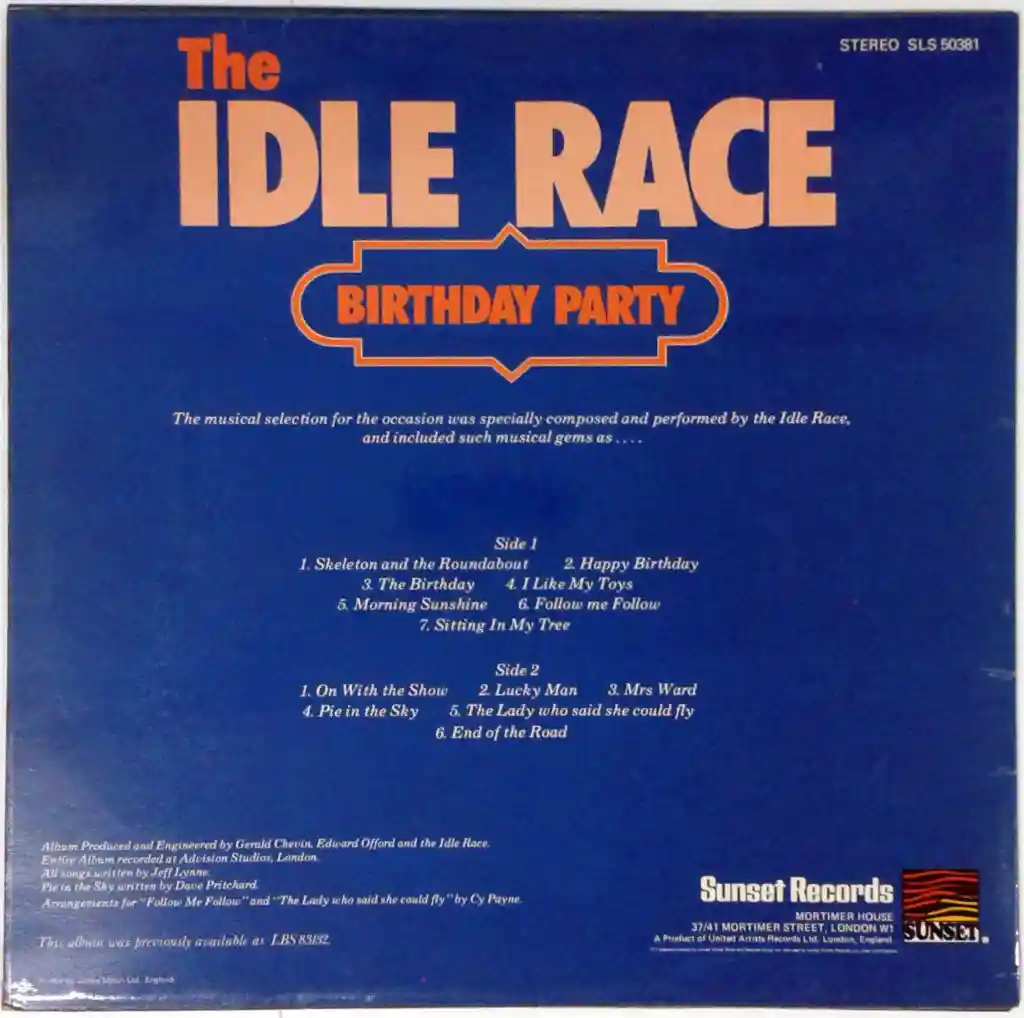 STEREO SLS 50381
The
IDLE RACE
BIRTHDAY PARTY
The musical selection for the occasion was specially composed and performed by the Idle Race,
and included such musical gems as . . . .
Side 1
1. Skeleton and the Roundabout 2. Happy Birthday
3. The Birthday 4. I Like My Toys
5. Morning Sunshine 6. Follow me Follow
7. Sitting In My Tree
Side 2
1. On With the Show 2. Lucky Man 3. Mrs Ward
4. Pie in the Sky 5. The Lady who said she could fly
6. End of the Road
Album Produced and Engineered by Gerald Chevin, Edward Offord and the Idle Race.
Entire Album recorded at Advision Studios, London.
All songs written by Jeff Lynne.
Pie in the Sky written by Dave Pritchard.
Arrangements for "Follow Me Follow" and "The Lady who said she could fly" by Cy Payne.
This album was previously available as LBS 83132
Sunset Records
MORTIMER HOUSE
37/41 MORTIMER STREET, LONDON W1
A Product of United Artists Records Ltd. London, England.
SUNSET
Ltd. England